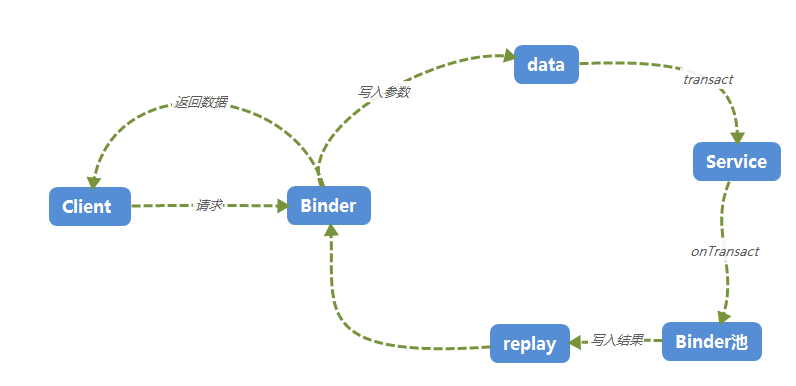 data
transact
写入参数
返回数据
Service
Client
请求
Binder
onTransact
replay
写入结果
Binder池